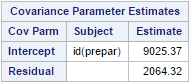 Covariance Parameter Estimates
Cov Parm Subject Estimate
Intercept id(prepar) 9025.37
Residual 2064.32